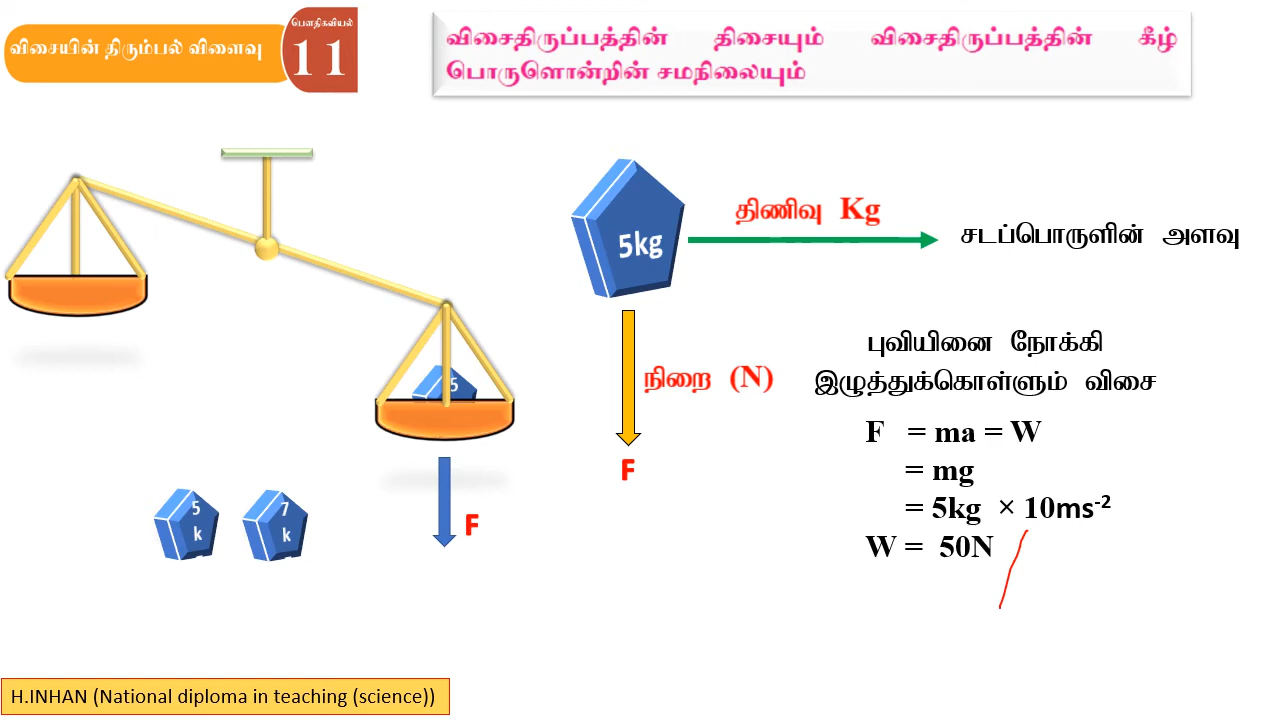 விசையின் திரும்பல் விளைவு
பௌதிகவியல்
11
விசைதிருப்பத்தின் திசையும் விசைதிருப்பத்தின் கீழ்
பொருளொன்றின் சமநிலையும்
5kg
திணிவு Kg
சடப்பொருளின் அளவு
நிறை (N)
புவியினை நோக்கி
இழுத்துக்கொள்ளும் விசை
F = ma = W
= mg
= 5kg × 10ms⁻²
W = 50N
F
5
F
5
k
7
k
H.INHAN (National diploma in teaching (science))